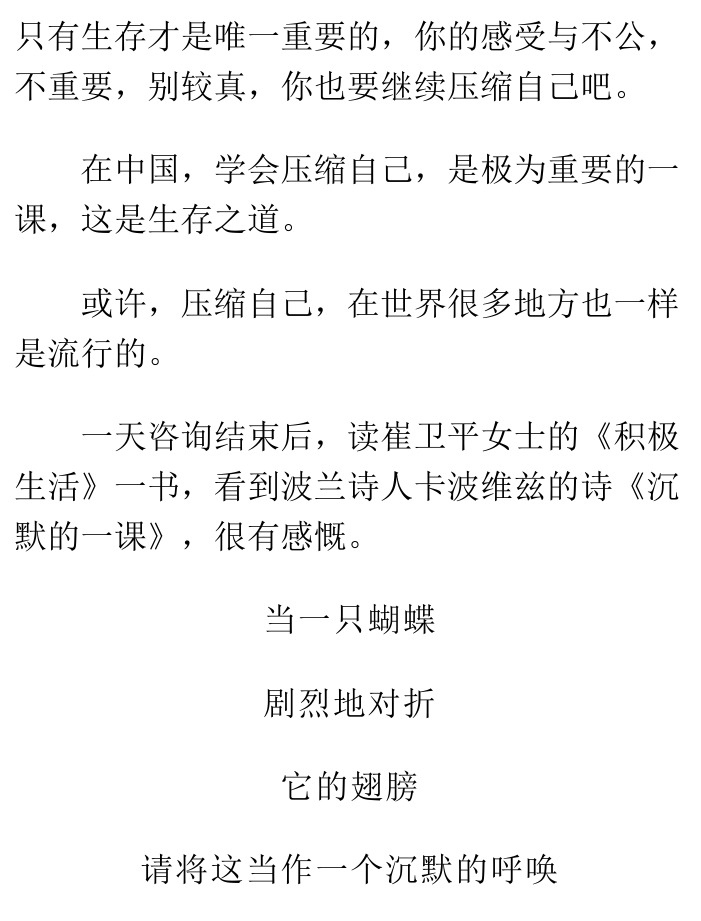 只有生存才是唯一重要的，你的感受与不公，
不重要，别较真，你也要继续压缩自己吧。
在中国，学会压缩自己，是极为重要的一
课，这是生存之道。
或许，压缩自己，在世界很多地方也一样
是流行的。
一天咨询结束后，读崔卫平女士的《积极
生活》一书，看到波兰诗人卡波维兹的诗《沉
默的一课》，很有感慨。
当一只蝴蝶
剧烈地对折
它的翅膀
请将这当作一个沉默的呼唤